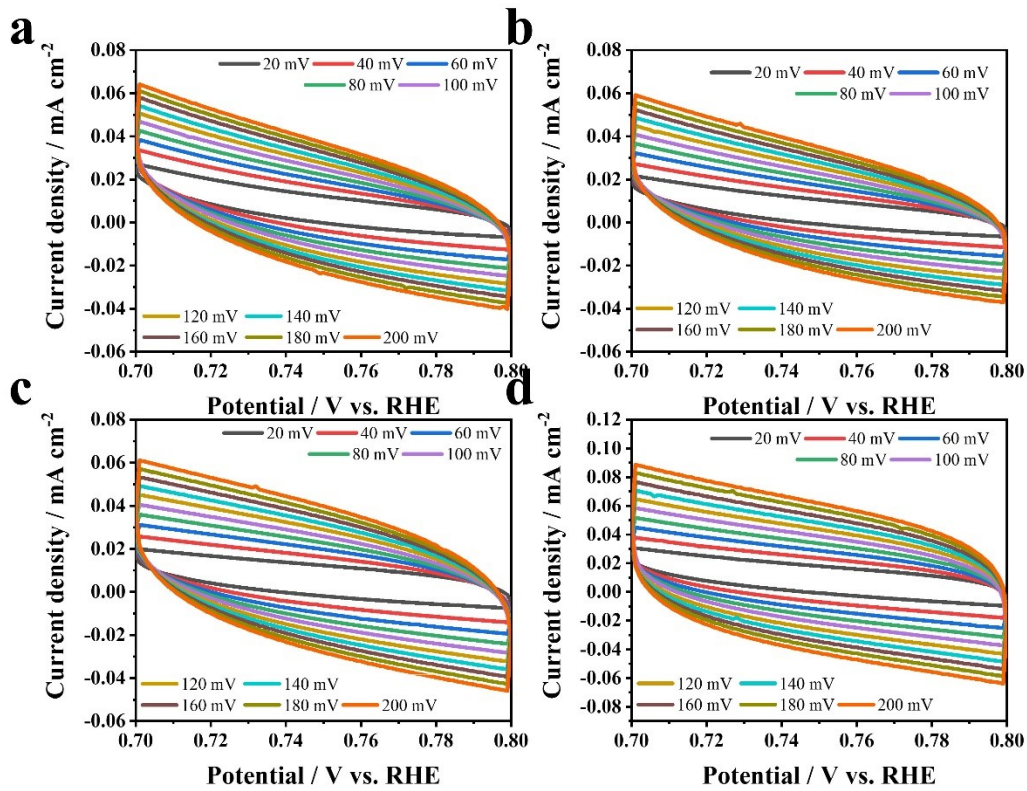 a
0.08
0.06
0.04
0.02
0.00
-0.02
-0.04
-0.06
Current density / mA cm-2
20 mV 40 mV 60 mV
80 mV 100 mV
120 mV 140 mV
160 mV 180 mV 200 mV
0.70 0.72 0.74 0.76 0.78 0.80
Potential / V vs. RHE
b
0.08
0.06
0.04
0.02
0.00
-0.02
-0.04
-0.06
Current density / mA cm-2
20 mV 40 mV 60 mV
80 mV 100 mV
120 mV 140 mV
160 mV 180 mV 200 mV
0.70 0.72 0.74 0.76 0.78 0.80
Potential / V vs. RHE
c
0.08
0.06
0.04
0.02
0.00
-0.02
-0.04
-0.06
Current density / mA cm-2
20 mV 40 mV 60 mV
80 mV 100 mV
120 mV 140 mV
160 mV 180 mV 200 mV
0.70 0.72 0.74 0.76 0.78 0.80
Potential / V vs. RHE
d
0.12
0.10
0.08
0.06
0.04
0.02
0.00
-0.02
-0.04
-0.06
-0.08
Current density / mA cm-2
20 mV 40 mV 60 mV
80 mV 100 mV
120 mV 140 mV
160 mV 180 mV 200 mV
0.70 0.72 0.74 0.76 0.78 0.80
Potential / V vs. RHE